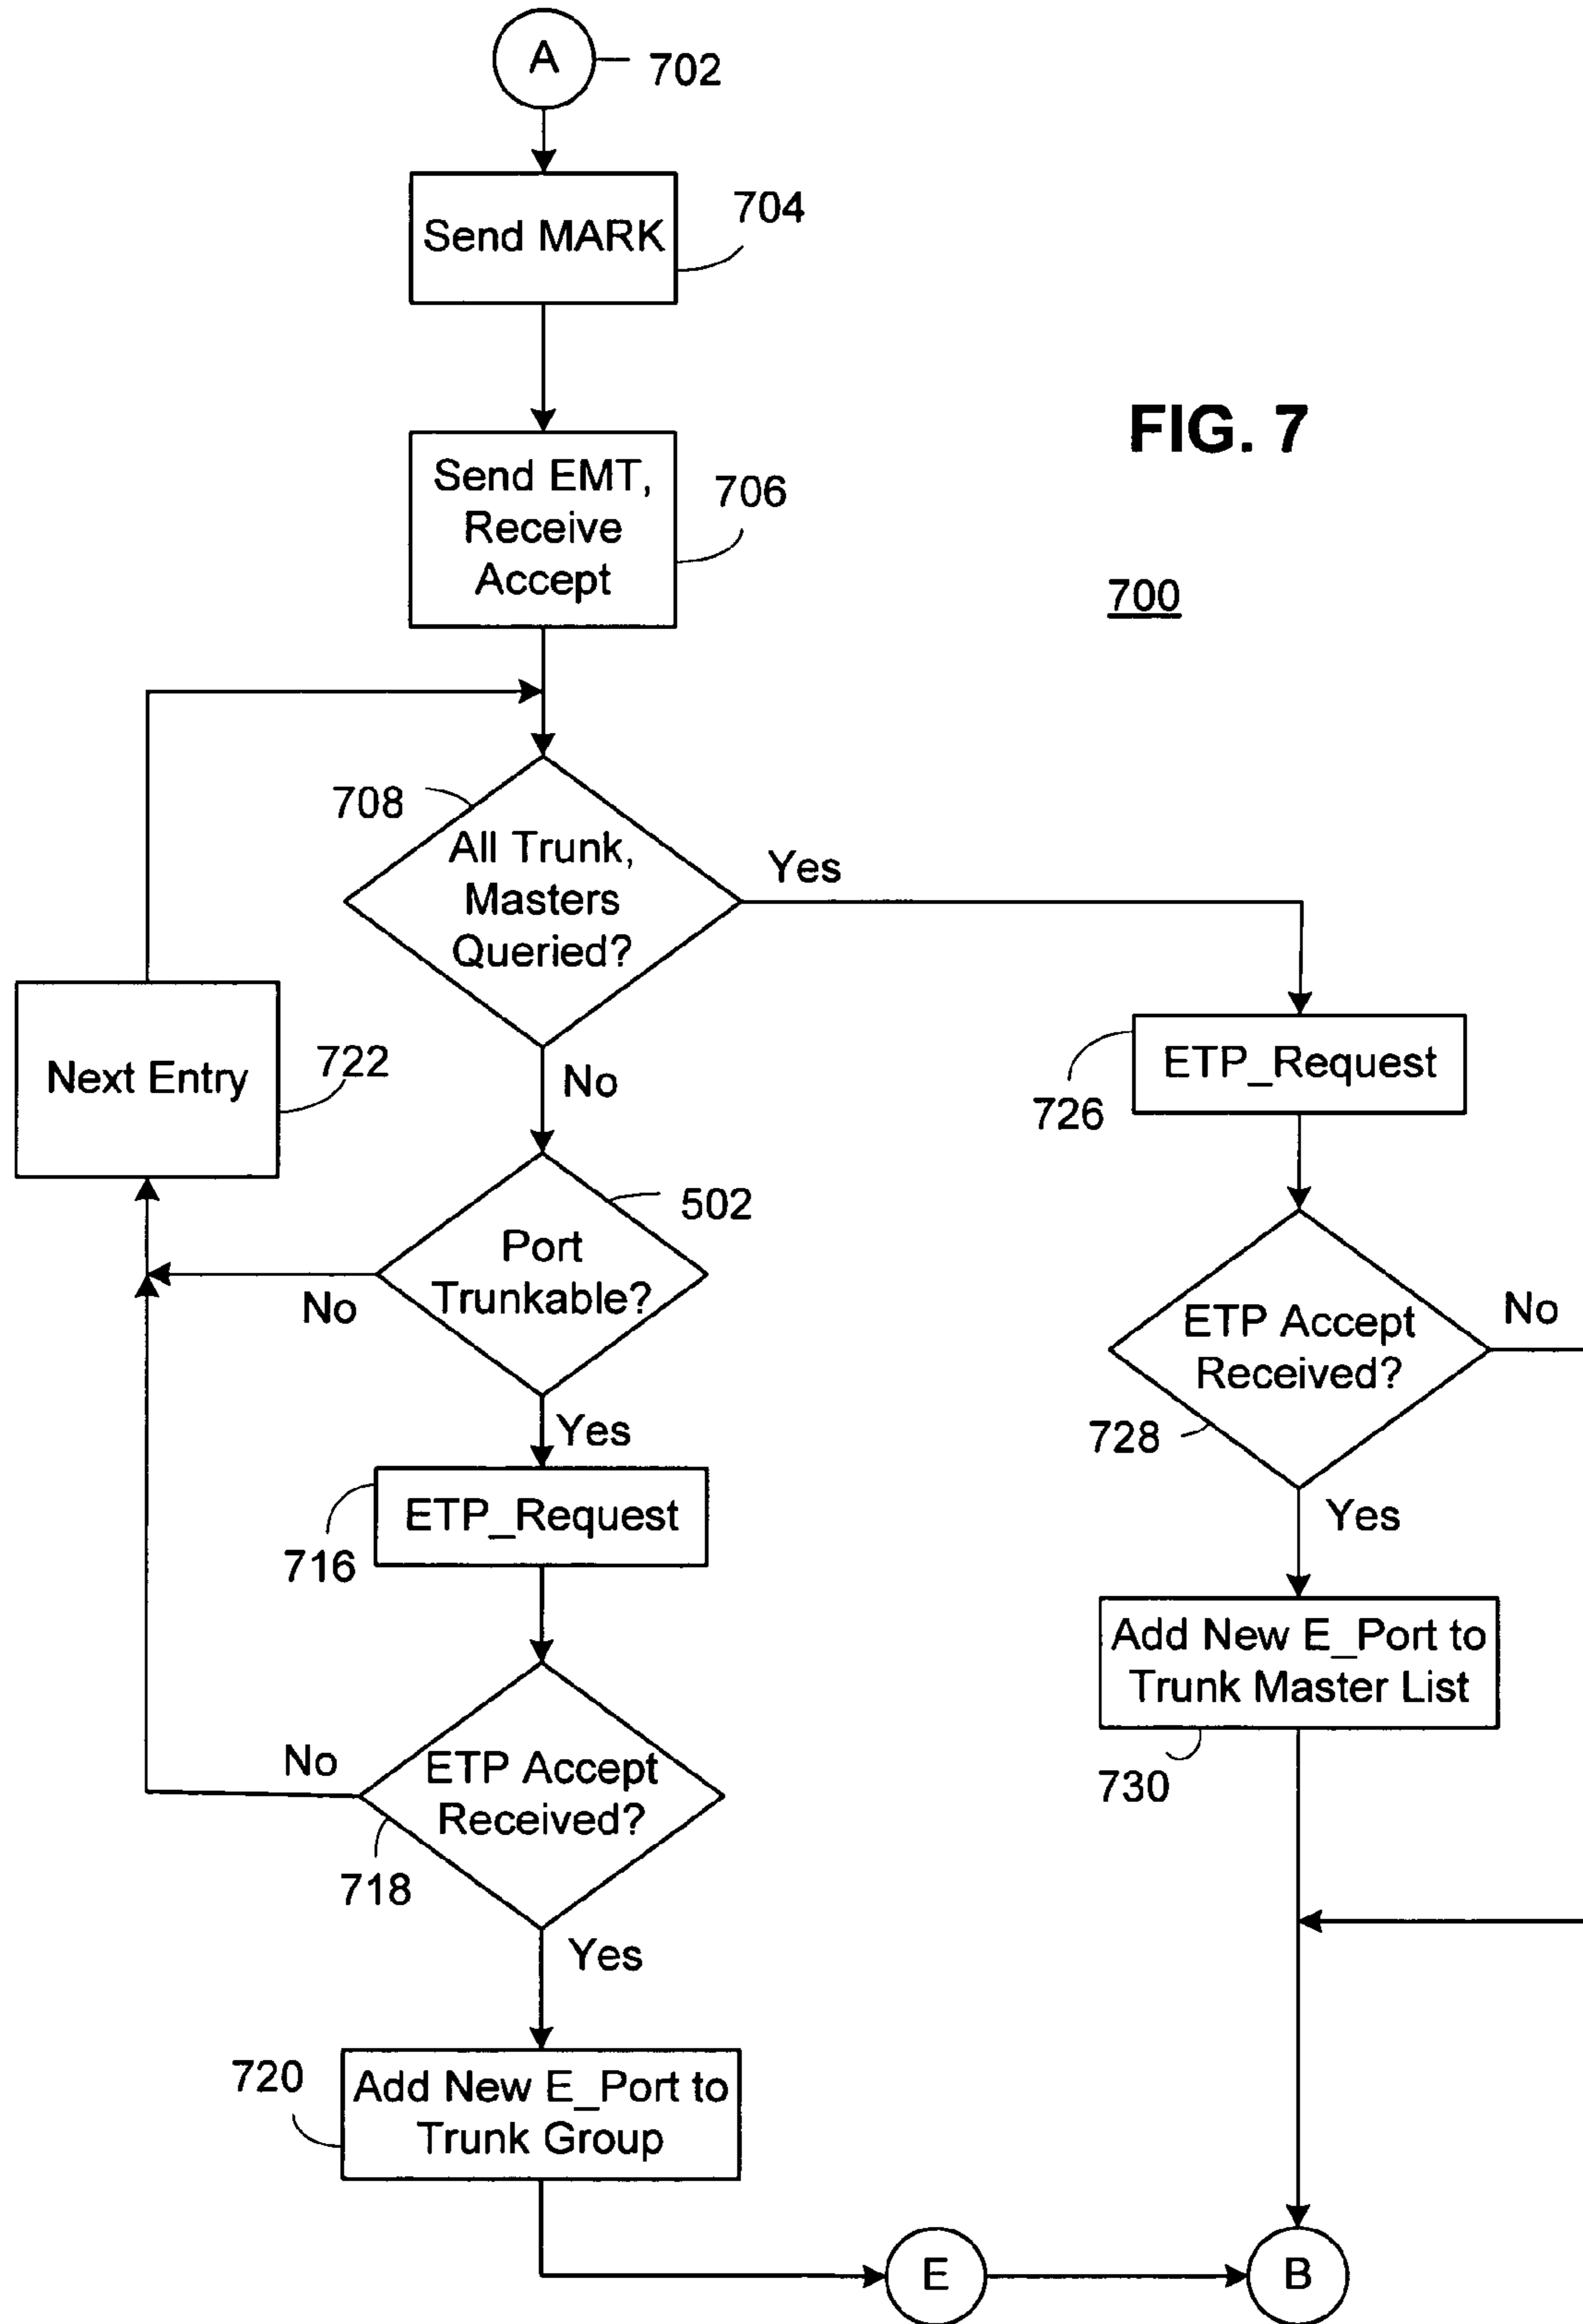 A
702
Send MARK
704
FIG. 7
Send EMT,
Receive
Accept
706
700
708
All Trunk,
Masters
Queried?
Yes
Next Entry
722
No
ETP_Request
726
Port
Trunkable?
502
No
ETP Accept
Received?
No
728
Yes
ETP_Request
716
Yes
Add New E_Port to
Trunk Master List
730
No
ETP Accept
Received?
718
Yes
720
Add New E_Port to
Trunk Group
E
B